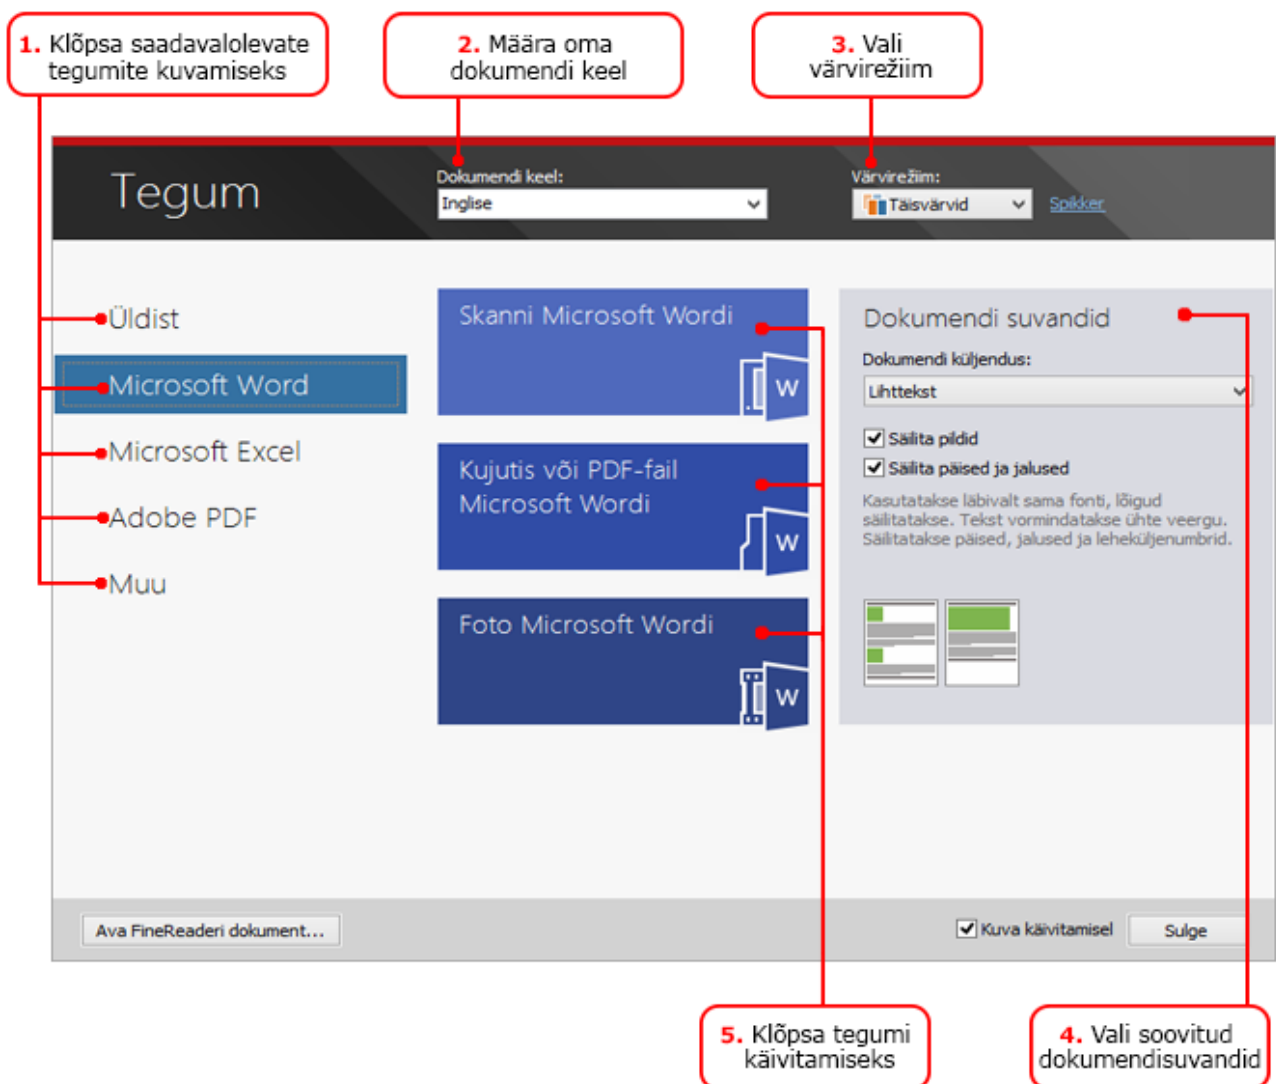 1. Klõpsa saadavalolevate
tegumite kuvamiseks
2. Määra oma
dokumendi keel
3. Vali
värvirežiim
Tegum
Dokumendi keel:
Inglise
Värvirežiim:
Täisvärvid
Spikker
Üldist
Microsoft Word
Microsoft Excel
Adobe PDF
Muu
Skanni Microsoft Wordi
W
Kujutis või PDF-fail
Microsoft Wordi
W
Foto Microsoft Wordi
W
Dokumendi suvandid
Dokumendi küljendus:
Lihttekst
Säilita pildid
Säilita päised ja jalused
Kasutatakse läbivalt sama fonti, lõigud
säilitatakse. Tekst vormindatakse ühte veergu.
Säilitatakse päised, jalused ja leheküljenumbrid.
Ava FineReaderi dokument...
Kuva käivitamisel
Sulge
5. Klõpsa tegumi
käivitamiseks
4. Vali soovitud
dokumendisuvandid